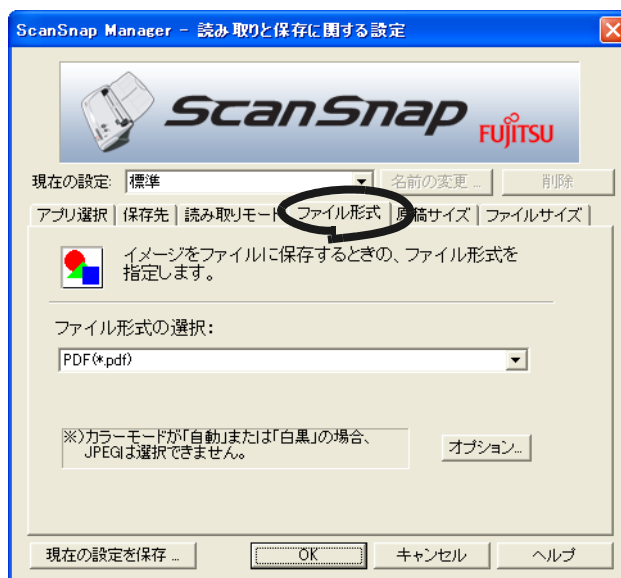 ScanSnap Manager - 読み取りと保存に関する設定
ScanSnap
FUJITSU
現在の設定: 標準 名前の変更 ... 削除
アプリ選択 保存先 読み取りモード ファイル形式 原稿サイズ ファイルサイズ
イメージをファイルに保存するときの、ファイル形式を
指定します。
ファイル形式の選択:
PDF(*.pdf)
※)カラーモードが「自動」または「白黒」の場合、
JPEGは選択できません。
オプション...
現在の設定を保存 ... OK キャンセル ヘルプ